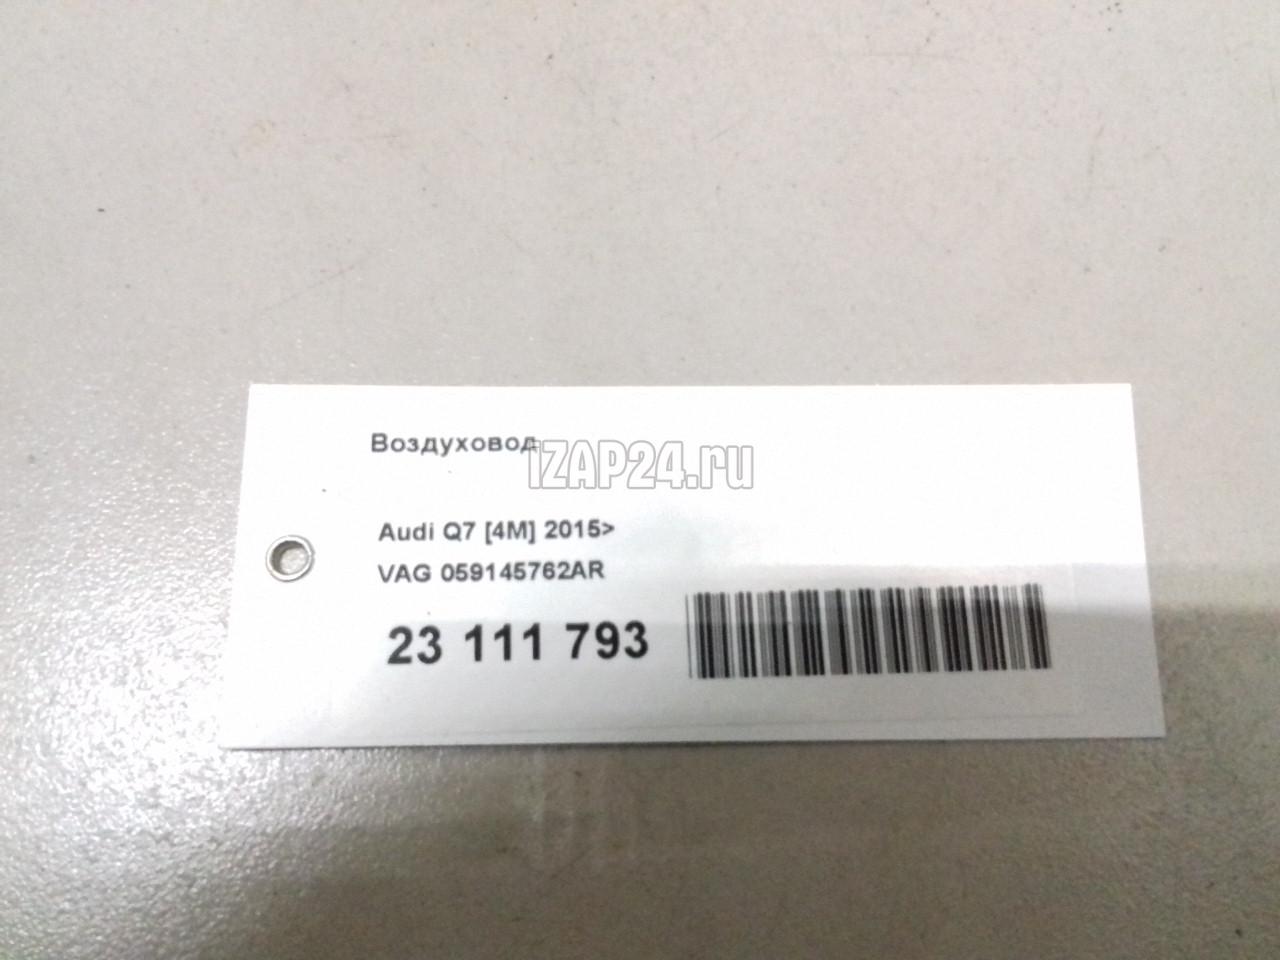 Воздуховод
iZAP24.ru
Audi Q7 [4M] 2015>
VAG 059145762AR
23 111 793